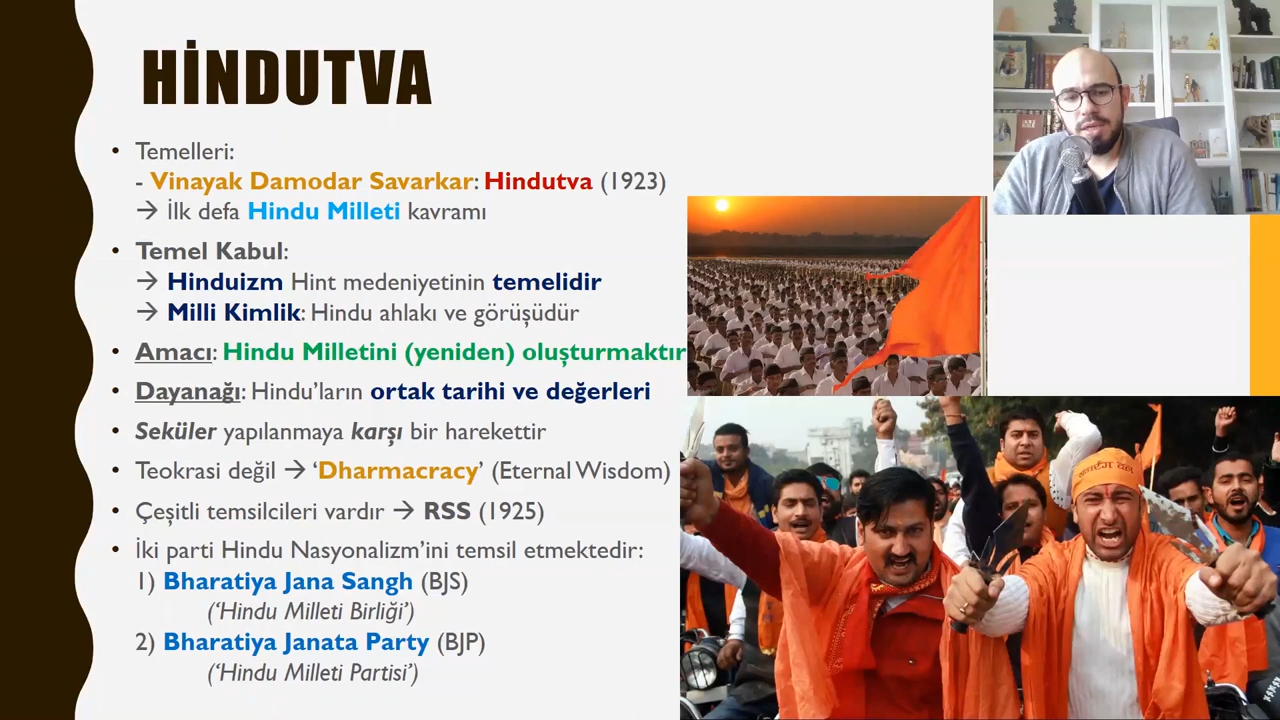 HİNDUTVA
• Temelleri:
- Vinayak Damodar Savarkar: Hindutva (1923)
→ İlk defa Hindu Milleti kavramı
• Temel Kabul:
→ Hinduizm Hint medeniyetinin temelidir
→ Milli Kimlik: Hindu ahlakı ve görüşüdür
• Amacı: Hindu Milletini (yeniden) oluşturmaktır
• Dayanağı: Hindu’ların ortak tarihi ve değerleri
• Seküler yapılanmaya karşı bir harekettir
• Teokrasi değil → ‘Dharmacracy’ (Eternal Wisdom)
• Çeşitli temsilcileri vardır → RSS (1925)
• İki parti Hindu Nasyonalizm’ini temsil etmektedir:
1) Bharatiya Jana Sangh (BJS)
(‘Hindu Milleti Birliği’)
2) Bharatiya Janata Party (BJP)
(‘Hindu Milleti Partisi’)